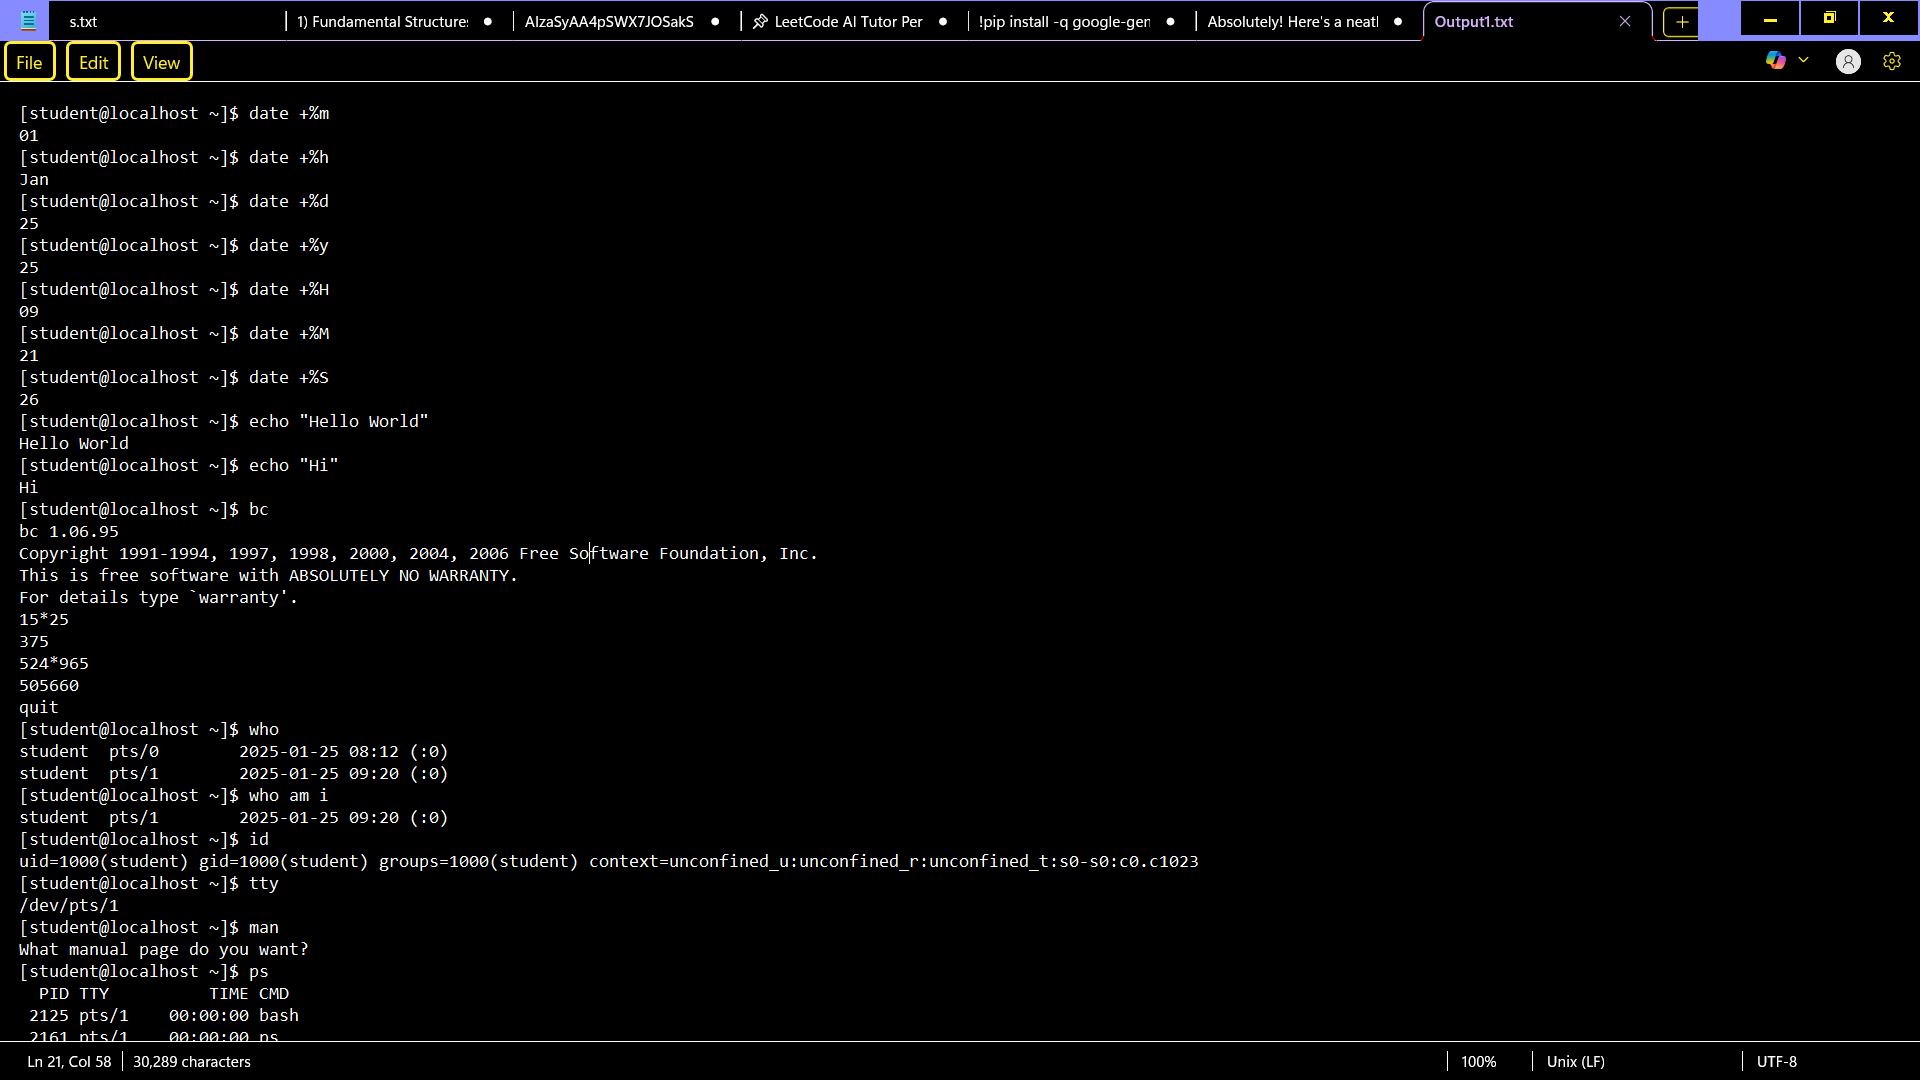 s.txt
1) Fundamental Structure:
AIzaSyAA4pSWX7JOSakS
LeetCode AI Tutor Per
!pip install -q google-gen
Absolutely! Here's a neatl
Output1.txt
File
Edit
View
[student@localhost ~]$ date +%m
01
[student@localhost ~]$ date +%h
Jan
[student@localhost ~]$ date +%d
25
[student@localhost ~]$ date +%y
25
[student@localhost ~]$ date +%H
09
[student@localhost ~]$ date +%M
21
[student@localhost ~]$ date +%S
26
[student@localhost ~]$ echo "Hello World"
Hello World
[student@localhost ~]$ echo "Hi"
Hi
[student@localhost ~]$ bc
bc 1.06.95
Copyright 1991-1994, 1997, 1998, 2000, 2004, 2006 Free Software Foundation, Inc.
This is free software with ABSOLUTELY NO WARRANTY.
For details type `warranty'.
15*25
375
524*965
505660
quit
[student@localhost ~]$ who
student  pts/0        2025-01-25 08:12 (:0)
student  pts/1        2025-01-25 09:20 (:0)
[student@localhost ~]$ who am i
student  pts/1        2025-01-25 09:20 (:0)
[student@localhost ~]$ id
uid=1000(student) gid=1000(student) groups=1000(student) context=unconfined_u:unconfined_r:unconfined_t:s0-s0:c0.c1023
[student@localhost ~]$ tty
/dev/pts/1
[student@localhost ~]$ man
What manual page do you want?
[student@localhost ~]$ ps
  PID TTY          TIME CMD
 2125 pts/1    00:00:00 bash
 2161 pts/1    00:00:00 ps
Ln 21, Col 58
30,289 characters
100%
Unix (LF)
UTF-8